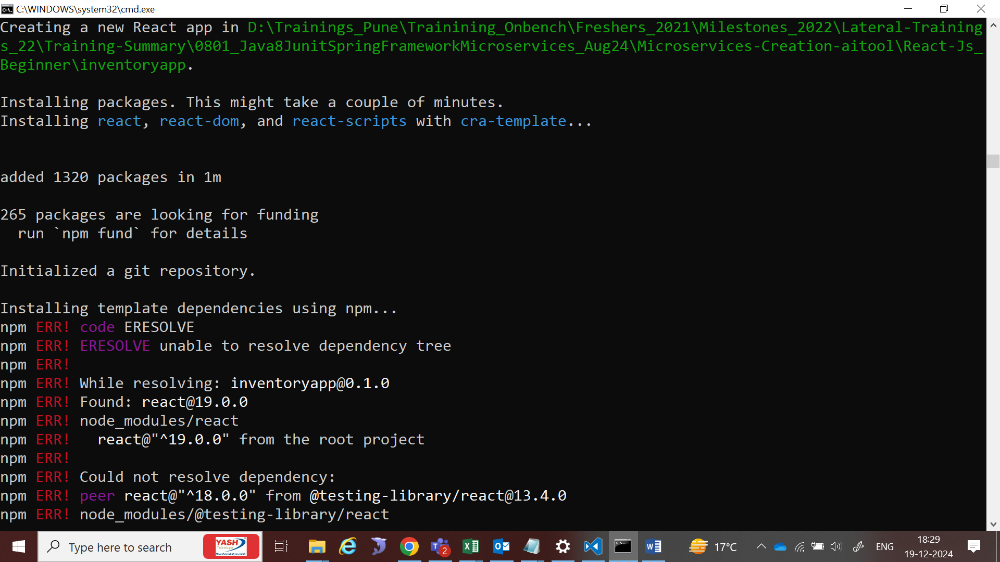 C:\WINDOWS\system32\cmd.exe
Creating a new React app in D:\Trainings_Pune\Trainining_Onbench\Freshers_2021\Milestones_2022\Lateral-Training
s_22\Training-Summary\0801_Java8JunitSpringFrameworkMicroservices_Aug24\Microservices-Creation-aitool\React-Js_
Beginner\inventoryapp.
Installing packages. This might take a couple of minutes.
Installing react, react-dom, and react-scripts with cra-template...
added 1320 packages in 1m
265 packages are looking for funding
  run `npm fund` for details
Initialized a git repository.
Installing template dependencies using npm...
npm ERR! code ERESOLVE
npm ERR! ERESOLVE unable to resolve dependency tree
npm ERR!
npm ERR! While resolving: inventoryapp@0.1.0
npm ERR! Found: react@19.0.0
npm ERR! node_modules/react
npm ERR!   react@"^19.0.0" from the root project
npm ERR!
npm ERR! Could not resolve dependency:
npm ERR! peer react@"^18.0.0" from @testing-library/react@13.4.0
npm ERR! node_modules/@testing-library/react
Type here to search
YASH
Technologies
More than what you think.
2
17°C
ENG
18:29
19-12-2024